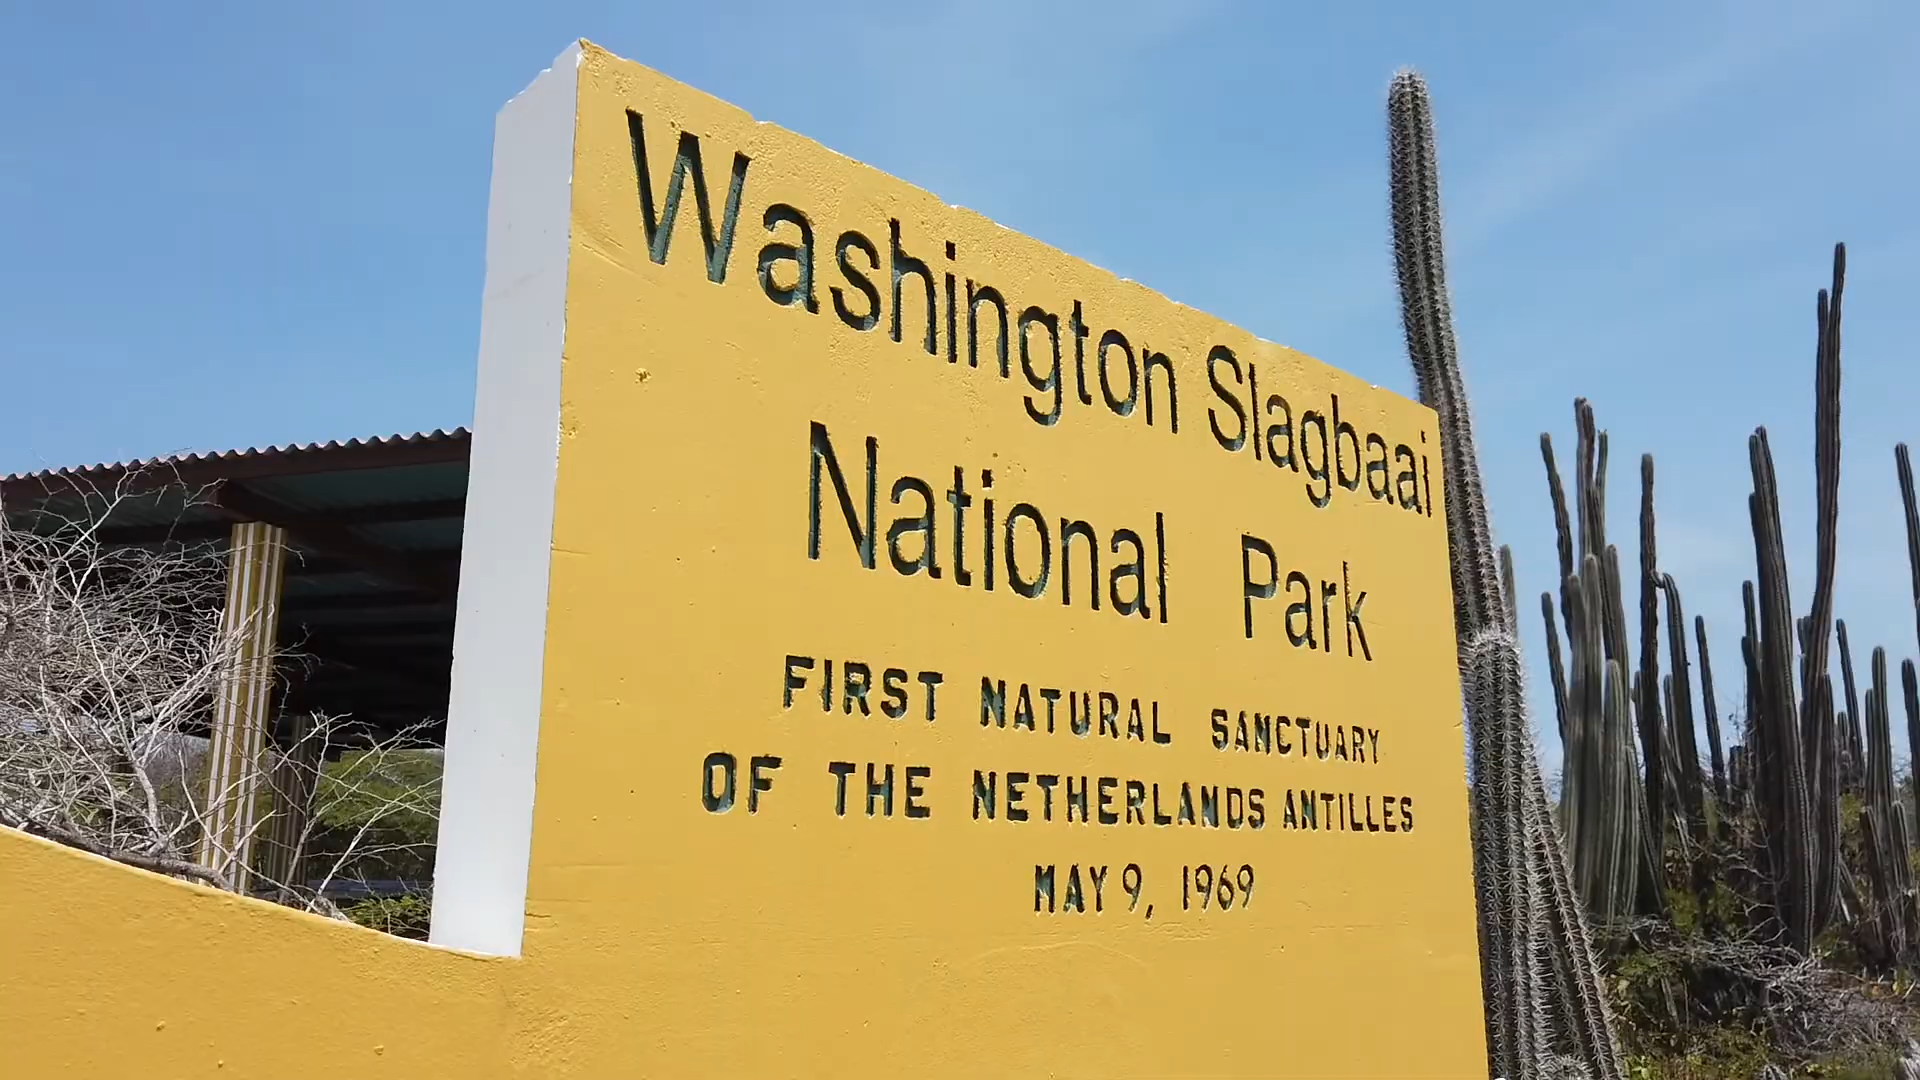 Washington Slagbaai
National Park
FIRST NATURAL SANCTUARY
OF THE NETHERLANDS ANTILLES
MAY 9, 1969